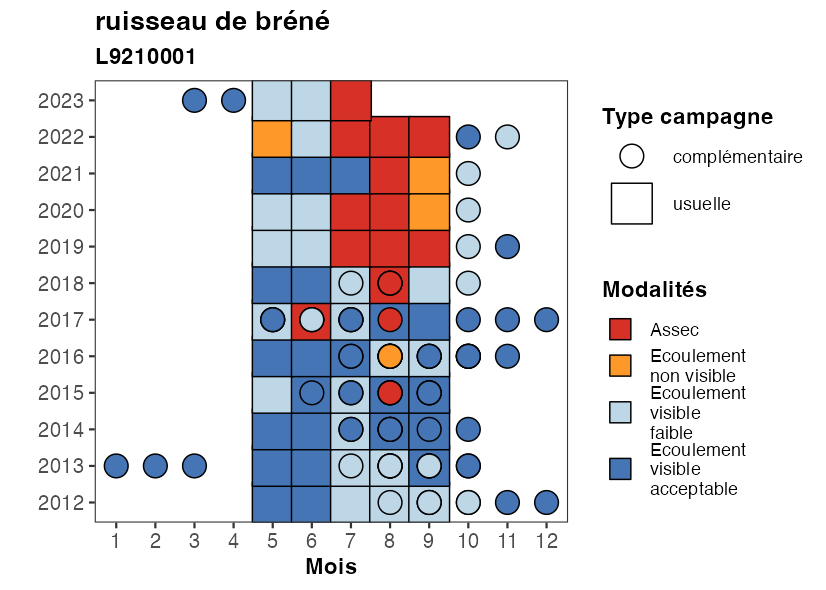 ruisseau de bréné
L9210001
2023
2022
2021
2020
2019
2018
2017
2016
2015
2014
2013
2012
1 2 3 4 5 6 7 8 9 10 11 12
Mois
Type campagne
complémentaire
usuelle
Modalités
Assec
Ecoulement
non visible
Ecoulement
visible
faible
Ecoulement
visible
acceptable